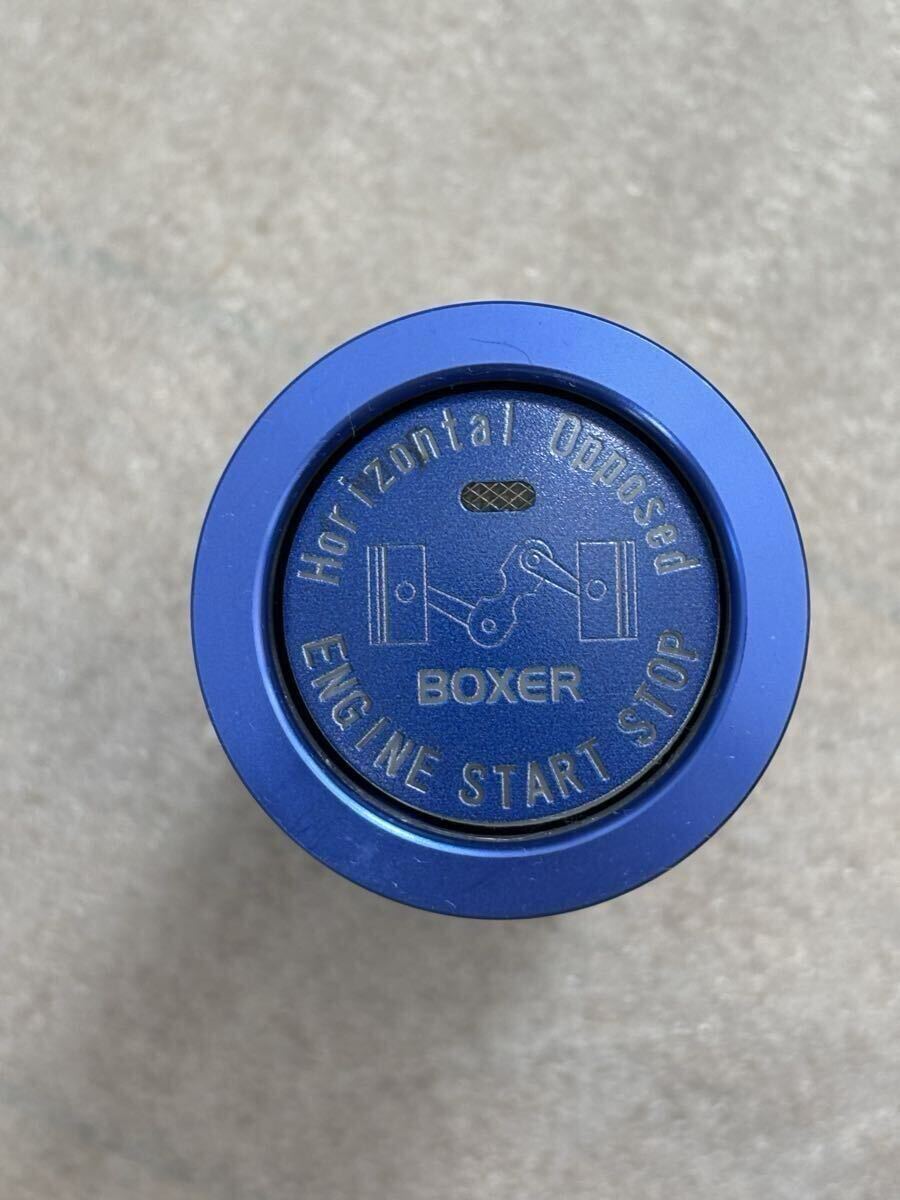 Horizontal Opposed
BOXER
ENGINE START STOP